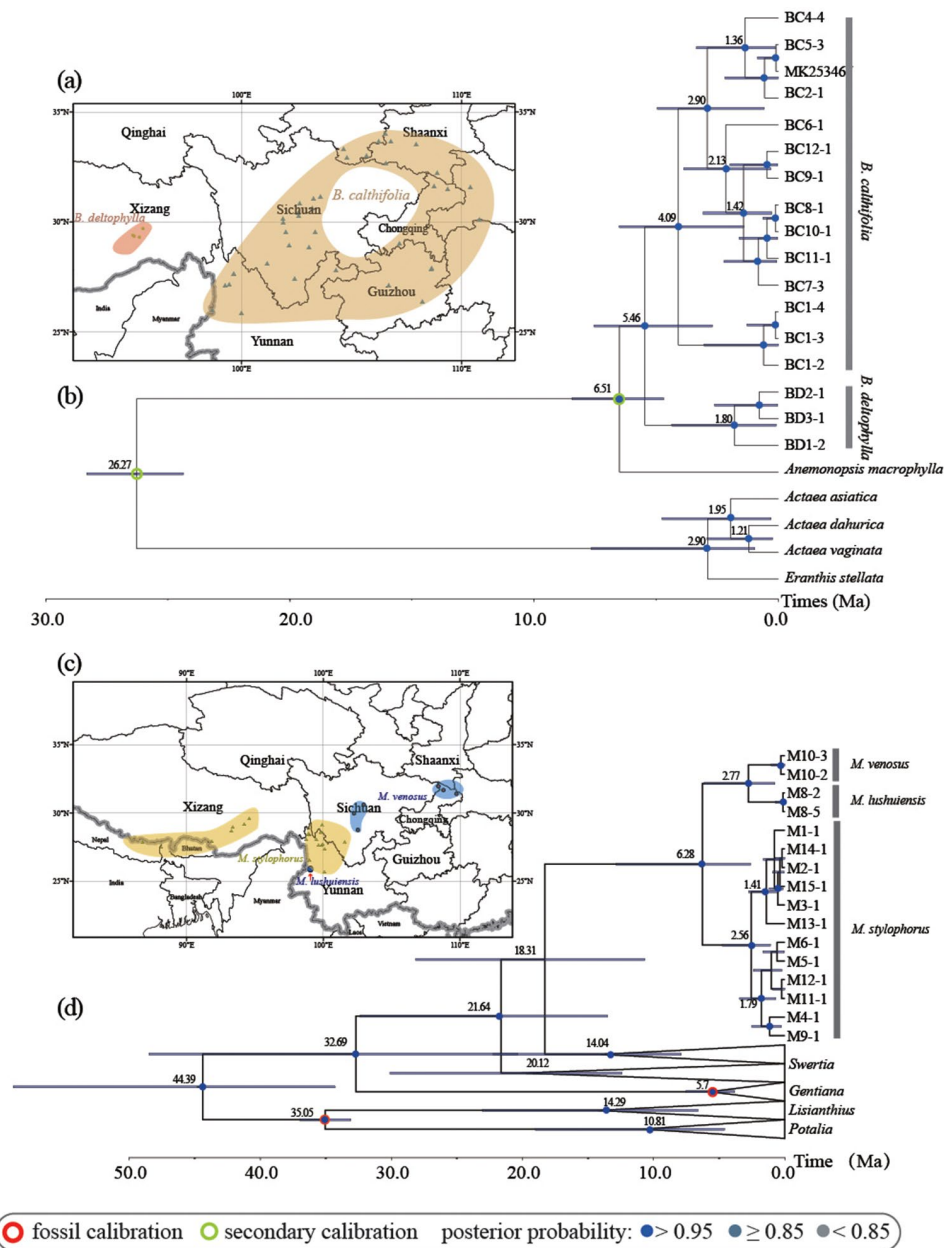 (a)
100°E
110°E
35°N
35°N
Qinghai
Shaanxi
B. calthifolia
30°N
30°N
Xizang
B. deltophylla
Sichuan
Chongqing
Guizhou
India
Myanmar
25°N
25°N
Yunnan
100°E
110°E
(b)
BC4-4
BC5-3
MK25346
BC2-1
BC6-1
BC12-1
BC9-1
BC8-1
BC10-1
BC11-1
BC7-3
BC1-4
BC1-3
BC1-2
BD2-1
BD3-1
BD1-2
Anemonopsis macrophylla
Actaea asiatica
Actaea dahurica
Actaea vaginata
Eranthis stellata
B. calthifolia
B. deltophylla
1.36
2.90
2.13
1.42
4.09
5.46
6.51
1.80
26.27
1.95
1.21
2.90
30.0
20.0
10.0
0.0
Times (Ma)
(c)
90°E
100°E
110°E
35°N
35°N
Qinghai
Shaanxi
M. venosus
30°N
30°N
Xizang
Sichuan
Chongqing
Nepal
Bhutan
M. stylophorus
Guizhou
India
M. lushuiensis
25°N
25°N
Bangladesh
Myanmar
Yunnan
Vietnam
Laos
90°E
100°E
110°E
(d)
M10-3
M10-2
M8-2
M8-5
M1-1
M14-1
M2-1
M15-1
M3-1
M13-1
M6-1
M5-1
M12-1
M11-1
M4-1
M9-1
M. venosus
M. lushuiensis
M. stylophorus
Swertia
Gentiana
Lisianthius
Potalia
2.77
6.28
1.41
2.56
1.79
18.31
21.64
32.69
14.04
20.12
44.39
5.7
35.05
14.29
10.81
50.0
40.0
30.0
20.0
10.0
0.0
Time (Ma)
fossil calibration
secondary calibration
posterior probability:
> 0.95
≥ 0.85
< 0.85